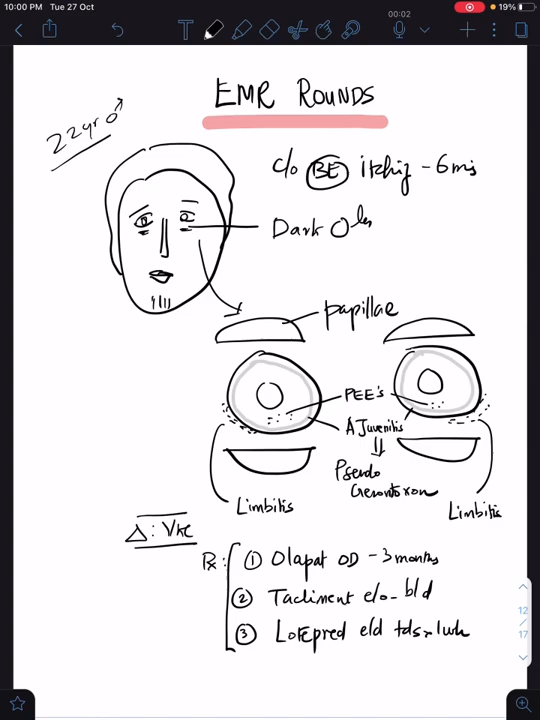 10:00 PM Tue 27 Oct
00:02
19%
EMR ROUNDS
22yr ♂
c/o BE itching - 6ms
Dark O les
papillae
PEE's
A Juvenilis
⇓
Pseudo
Gerontoxon
Limbitis
Limbitis
Δ: VKC
Rx:
① Olapat OD - 3 months
② Tacliment e/o - bld
③ Lotepred e/d tds x 1wk
12
/
17